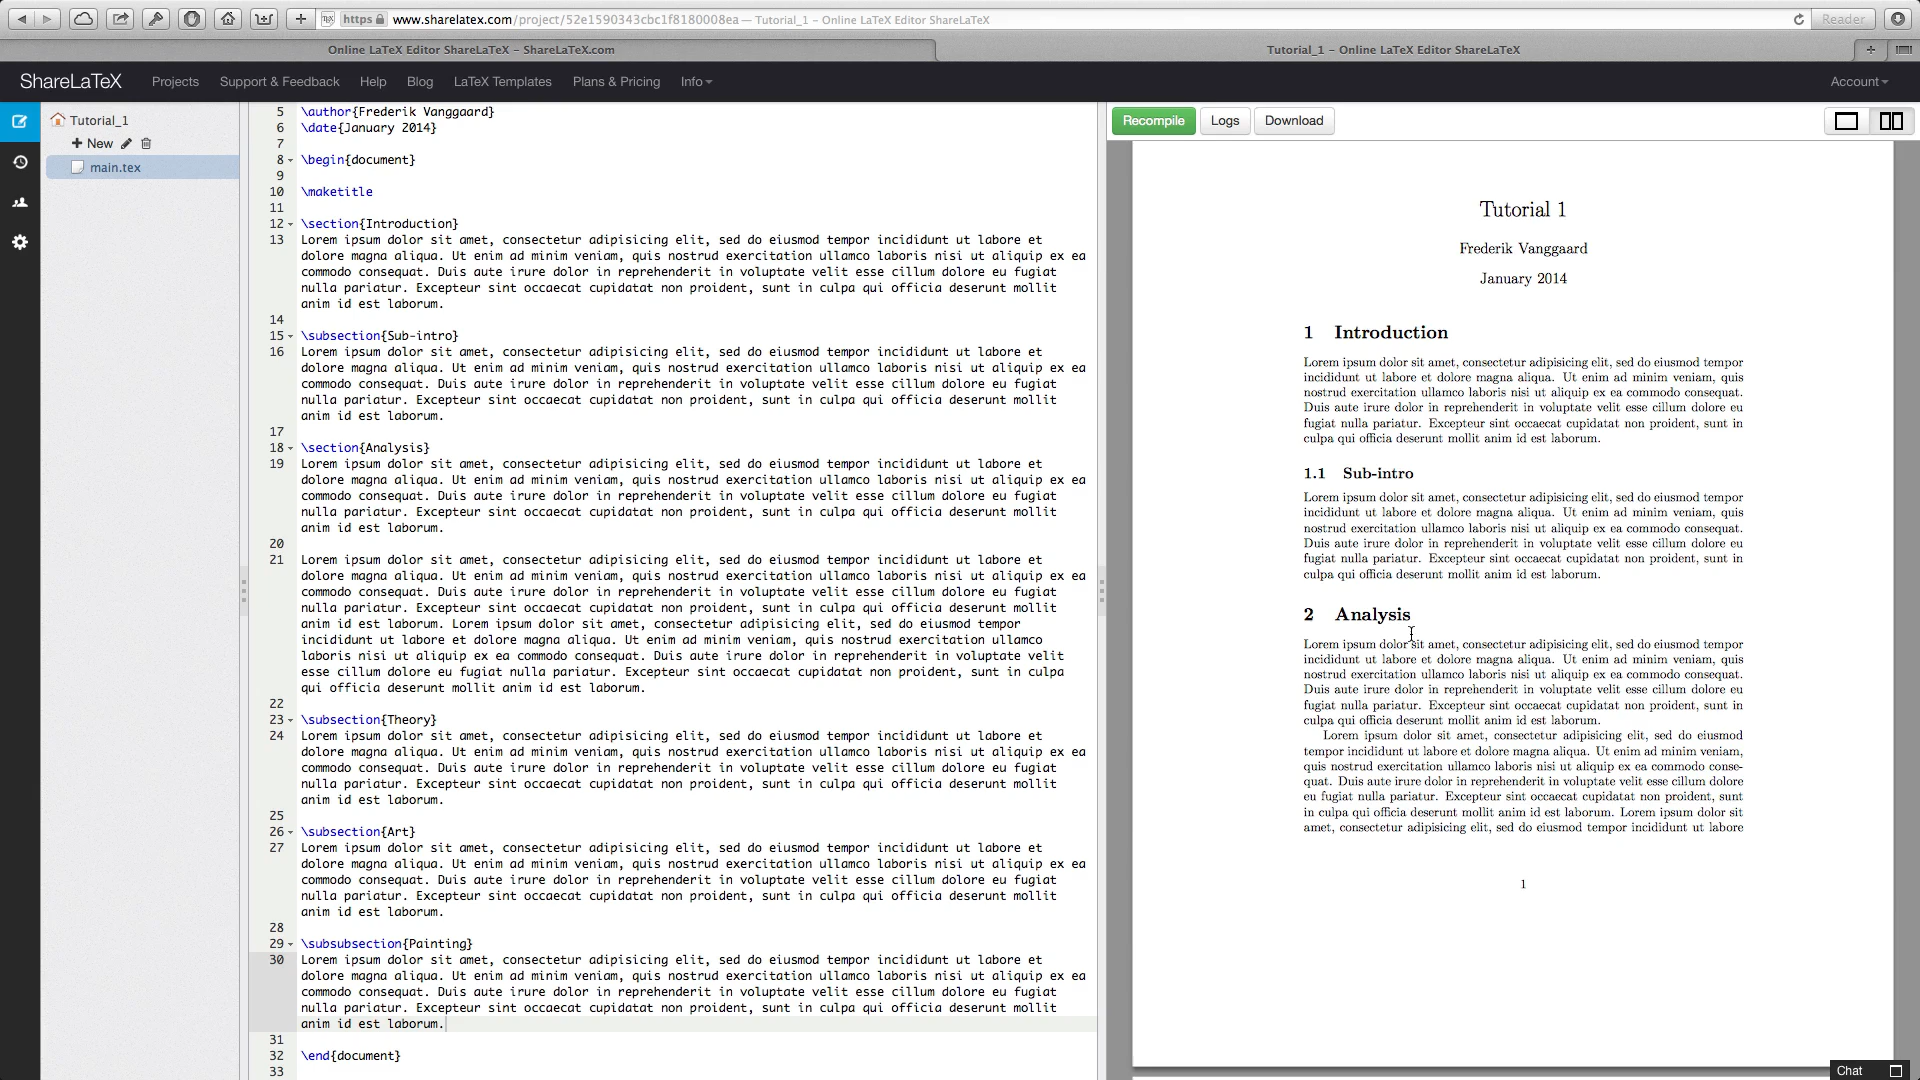 https www.sharelatex.com/project/52e1590343cbc1f8180008ea — Tutorial_1 – Online LaTeX Editor ShareLaTeX Reader
Online LaTeX Editor ShareLaTeX – ShareLaTeX.com Tutorial_1 – Online LaTeX Editor ShareLaTeX +
ShareLaTeX Projects Support & Feedback Help Blog LaTeX Templates Plans & Pricing Info Account
Tutorial_1
+ New
main.tex
5 \author{Frederik Vanggaard}
6 \date{January 2014}
7
8 \begin{document}
9
10 \maketitle
11
12 \section{Introduction}
13 Lorem ipsum dolor sit amet, consectetur adipisicing elit, sed do eiusmod tempor incididunt ut labore et
dolore magna aliqua. Ut enim ad minim veniam, quis nostrud exercitation ullamco laboris nisi ut aliquip ex ea
commodo consequat. Duis aute irure dolor in reprehenderit in voluptate velit esse cillum dolore eu fugiat
nulla pariatur. Excepteur sint occaecat cupidatat non proident, sunt in culpa qui officia deserunt mollit
anim id est laborum.
14
15 \subsection{Sub-intro}
16 Lorem ipsum dolor sit amet, consectetur adipisicing elit, sed do eiusmod tempor incididunt ut labore et
dolore magna aliqua. Ut enim ad minim veniam, quis nostrud exercitation ullamco laboris nisi ut aliquip ex ea
commodo consequat. Duis aute irure dolor in reprehenderit in voluptate velit esse cillum dolore eu fugiat
nulla pariatur. Excepteur sint occaecat cupidatat non proident, sunt in culpa qui officia deserunt mollit
anim id est laborum.
17
18 \section{Analysis}
19 Lorem ipsum dolor sit amet, consectetur adipisicing elit, sed do eiusmod tempor incididunt ut labore et
dolore magna aliqua. Ut enim ad minim veniam, quis nostrud exercitation ullamco laboris nisi ut aliquip ex ea
commodo consequat. Duis aute irure dolor in reprehenderit in voluptate velit esse cillum dolore eu fugiat
nulla pariatur. Excepteur sint occaecat cupidatat non proident, sunt in culpa qui officia deserunt mollit
anim id est laborum.
20
21 Lorem ipsum dolor sit amet, consectetur adipisicing elit, sed do eiusmod tempor incididunt ut labore et
dolore magna aliqua. Ut enim ad minim veniam, quis nostrud exercitation ullamco laboris nisi ut aliquip ex ea
commodo consequat. Duis aute irure dolor in reprehenderit in voluptate velit esse cillum dolore eu fugiat
nulla pariatur. Excepteur sint occaecat cupidatat non proident, sunt in culpa qui officia deserunt mollit
anim id est laborum. Lorem ipsum dolor sit amet, consectetur adipisicing elit, sed do eiusmod tempor
incididunt ut labore et dolore magna aliqua. Ut enim ad minim veniam, quis nostrud exercitation ullamco
laboris nisi ut aliquip ex ea commodo consequat. Duis aute irure dolor in reprehenderit in voluptate velit
esse cillum dolore eu fugiat nulla pariatur. Excepteur sint occaecat cupidatat non proident, sunt in culpa
qui officia deserunt mollit anim id est laborum.
22
23 \subsection{Theory}
24 Lorem ipsum dolor sit amet, consectetur adipisicing elit, sed do eiusmod tempor incididunt ut labore et
dolore magna aliqua. Ut enim ad minim veniam, quis nostrud exercitation ullamco laboris nisi ut aliquip ex ea
commodo consequat. Duis aute irure dolor in reprehenderit in voluptate velit esse cillum dolore eu fugiat
nulla pariatur. Excepteur sint occaecat cupidatat non proident, sunt in culpa qui officia deserunt mollit
anim id est laborum.
25
26 \subsection{Art}
27 Lorem ipsum dolor sit amet, consectetur adipisicing elit, sed do eiusmod tempor incididunt ut labore et
dolore magna aliqua. Ut enim ad minim veniam, quis nostrud exercitation ullamco laboris nisi ut aliquip ex ea
commodo consequat. Duis aute irure dolor in reprehenderit in voluptate velit esse cillum dolore eu fugiat
nulla pariatur. Excepteur sint occaecat cupidatat non proident, sunt in culpa qui officia deserunt mollit
anim id est laborum.
28
29 \subsubsection{Painting}
30 Lorem ipsum dolor sit amet, consectetur adipisicing elit, sed do eiusmod tempor incididunt ut labore et
dolore magna aliqua. Ut enim ad minim veniam, quis nostrud exercitation ullamco laboris nisi ut aliquip ex ea
commodo consequat. Duis aute irure dolor in reprehenderit in voluptate velit esse cillum dolore eu fugiat
nulla pariatur. Excepteur sint occaecat cupidatat non proident, sunt in culpa qui officia deserunt mollit
anim id est laborum.
31
32 \end{document}
33
Recompile Logs Download
Tutorial 1
Frederik Vanggaard
January 2014
1 Introduction
Lorem ipsum dolor sit amet, consectetur adipisicing elit, sed do eiusmod tempor
incididunt ut labore et dolore magna aliqua. Ut enim ad minim veniam, quis
nostrud exercitation ullamco laboris nisi ut aliquip ex ea commodo consequat.
Duis aute irure dolor in reprehenderit in voluptate velit esse cillum dolore eu
fugiat nulla pariatur. Excepteur sint occaecat cupidatat non proident, sunt in
culpa qui officia deserunt mollit anim id est laborum.
1.1 Sub-intro
Lorem ipsum dolor sit amet, consectetur adipisicing elit, sed do eiusmod tempor
incididunt ut labore et dolore magna aliqua. Ut enim ad minim veniam, quis
nostrud exercitation ullamco laboris nisi ut aliquip ex ea commodo consequat.
Duis aute irure dolor in reprehenderit in voluptate velit esse cillum dolore eu
fugiat nulla pariatur. Excepteur sint occaecat cupidatat non proident, sunt in
culpa qui officia deserunt mollit anim id est laborum.
2 Analysis
Lorem ipsum dolor sit amet, consectetur adipisicing elit, sed do eiusmod tempor
incididunt ut labore et dolore magna aliqua. Ut enim ad minim veniam, quis
nostrud exercitation ullamco laboris nisi ut aliquip ex ea commodo consequat.
Duis aute irure dolor in reprehenderit in voluptate velit esse cillum dolore eu
fugiat nulla pariatur. Excepteur sint occaecat cupidatat non proident, sunt in
culpa qui officia deserunt mollit anim id est laborum.
Lorem ipsum dolor sit amet, consectetur adipisicing elit, sed do eiusmod
tempor incididunt ut labore et dolore magna aliqua. Ut enim ad minim veniam,
quis nostrud exercitation ullamco laboris nisi ut aliquip ex ea commodo conse-
quat. Duis aute irure dolor in reprehenderit in voluptate velit esse cillum dolore
eu fugiat nulla pariatur. Excepteur sint occaecat cupidatat non proident, sunt
in culpa qui officia deserunt mollit anim id est laborum. Lorem ipsum dolor sit
amet, consectetur adipisicing elit, sed do eiusmod tempor incididunt ut labore
1
Chat